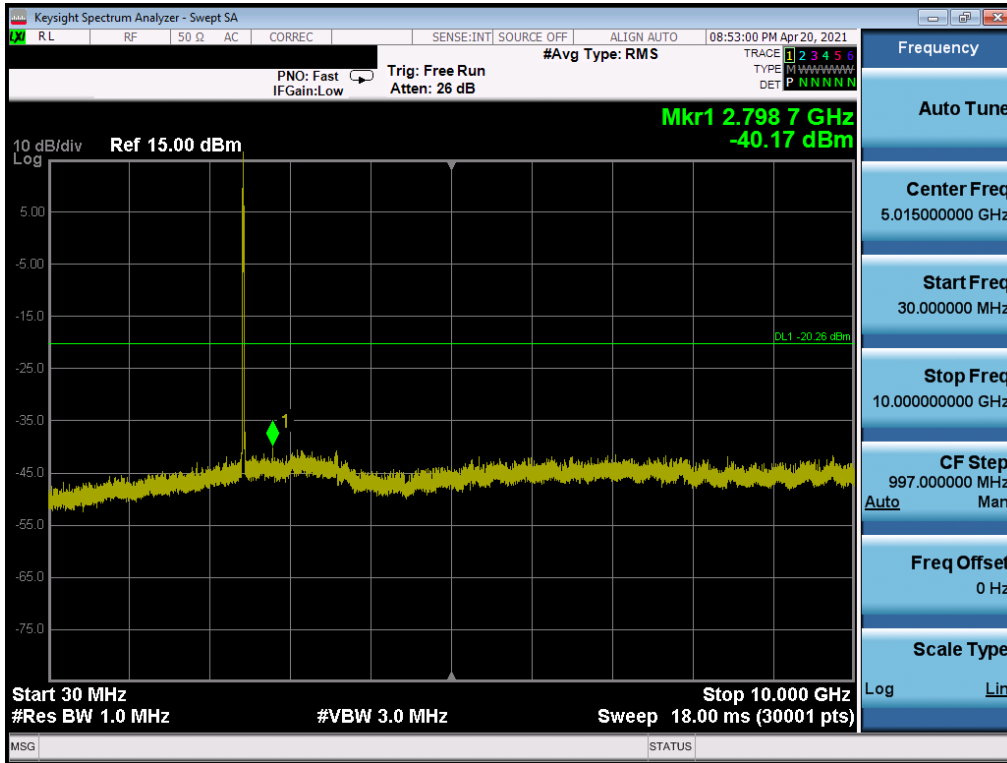 Keysight Spectrum Analyzer - Swept SA
LXI RL RF 50 Ω AC CORREC SENSE:INT SOURCE OFF ALIGN AUTO 08:53:00 PM Apr 20, 2021
#Avg Type: RMS
TRACE 1 2 3 4 5 6
TYPE M WWWWW
DET P N N N N N
PNO: Fast
IFGain:Low
Trig: Free Run
Atten: 26 dB
Mkr1 2.798 7 GHz
-40.17 dBm
10 dB/div
Log
Ref 15.00 dBm
5.00
-5.00
-15.0
DL1 -20.26 dBm
-25.0
-35.0
1
-45.0
-55.0
-65.0
-75.0
Start 30 MHz
Stop 10.000 GHz
#Res BW 1.0 MHz
#VBW 3.0 MHz
Sweep 18.00 ms (30001 pts)
MSG
STATUS
Frequency
Auto Tune
Center Freq
5.015000000 GHz
Start Freq
30.000000 MHz
Stop Freq
10.000000000 GHz
CF Step
997.000000 MHz
Auto Man
Freq Offset
0 Hz
Scale Type
Log Lin